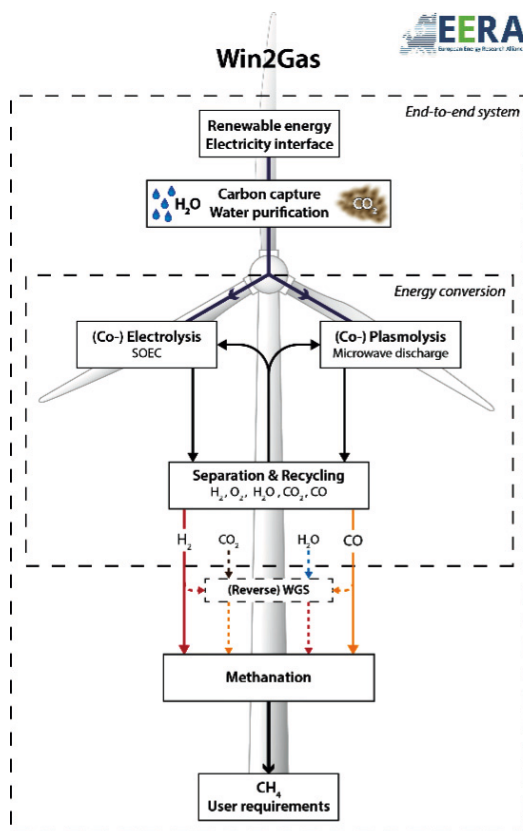 EERA
European Energy Research Alliance
Win2Gas
End-to-end system
Renewable energy
Electricity interface
H₂O
Carbon capture
Water purification
CO₂
Energy conversion
(Co-) Electrolysis
SOEC
(Co-) Plasmolysis
Microwave discharge
Separation & Recycling
H₂, O₂, H₂O, CO₂, CO
H₂ CO₂ H₂O CO
(Reverse) WGS
Methanation
CH₄
User requirements